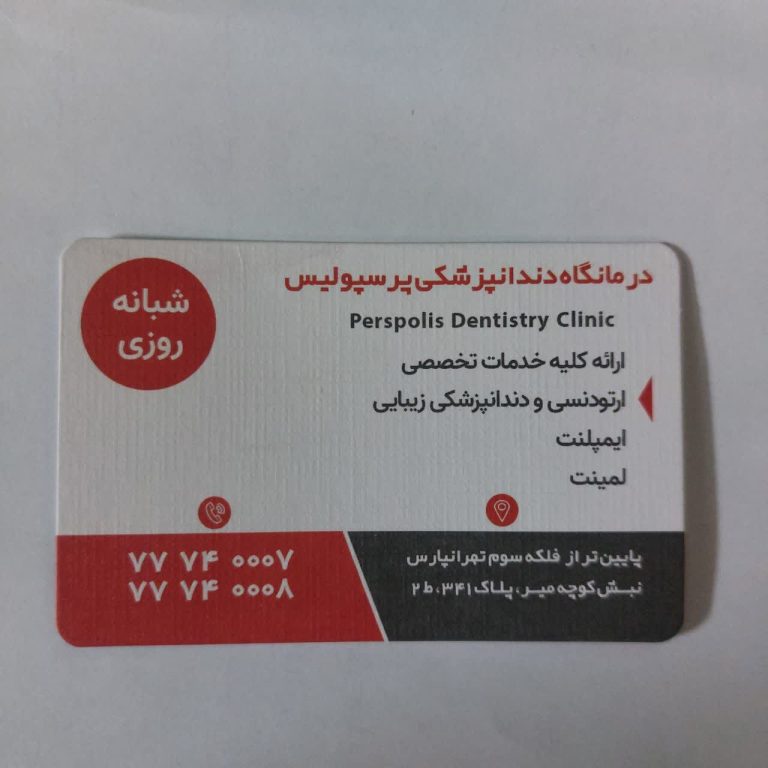 درمانگاه دندانپزشکی پرسپولیس
Perspolis Dentistry Clinic
ارائه کلیه خدمات تخصصی
ارتودنسی و دندانپزشکی زیبایی
ایمپلنت
لمینت
شبانه
روزی
پایین تر از فلکه سوم تهرانپارس
نبش کوچه میر، پلاک ۳۴۱، ط ۲
۷۷ ۷۴ ۰۰۰۷
۷۷ ۷۴ ۰۰۰۸